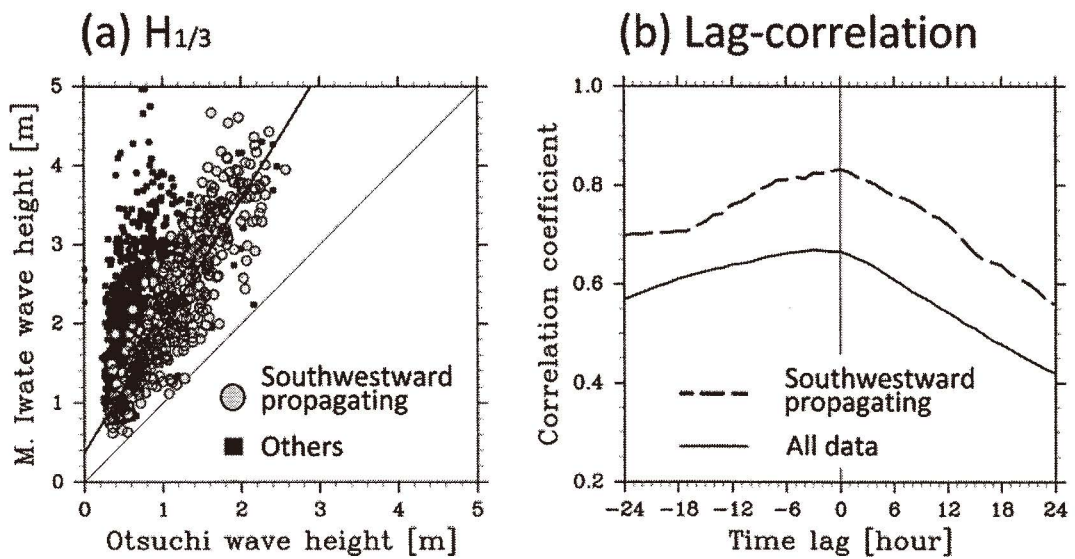 (a) H1/3
5
4
3
2
1
0
M. Iwate wave height [m]
Southwestward
propagating
Others
0 1 2 3 4 5
Otsuchi wave height [m]
(b) Lag-correlation
1.0
0.8
0.6
0.4
0.2
Correlation coefficient
Southwestward
propagating
All data
-24 -18 -12 -6 0 6 12 18 24
Time lag [hour]